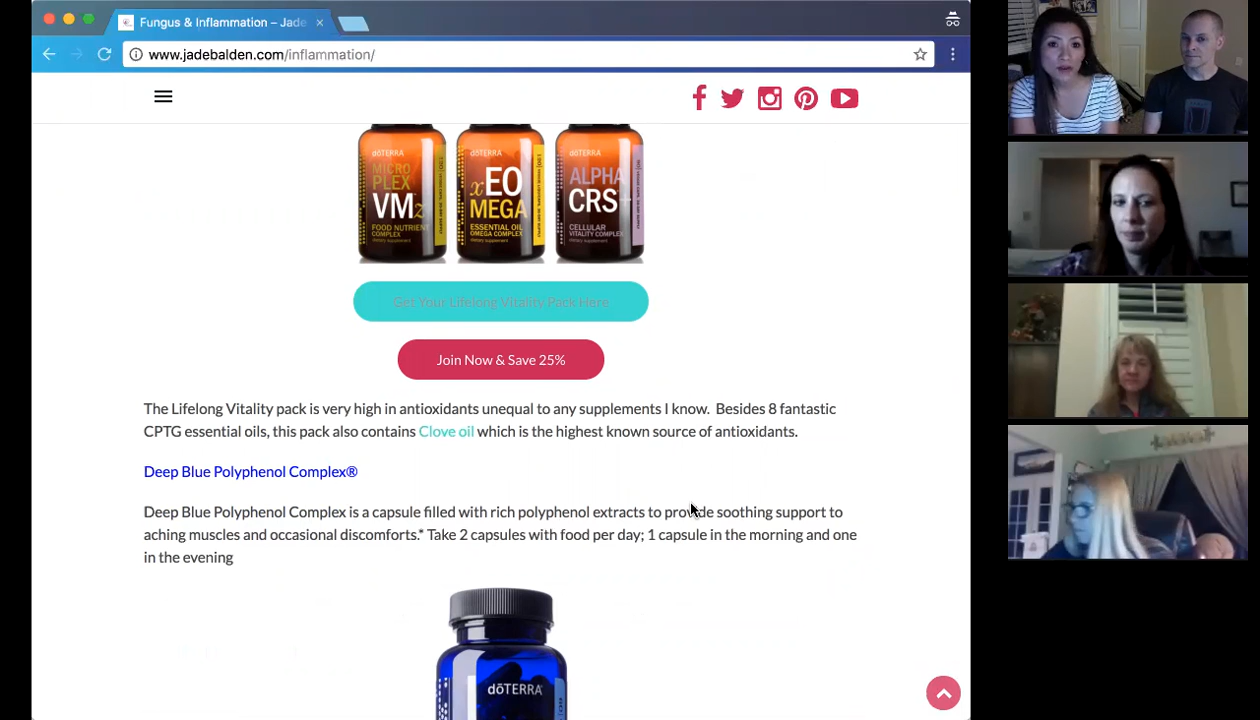 Fungus & Inflammation – Jade
www.jadebalden.com/inflammation/
dōTERRA dōTERRA dōTERRA
MICRO PLEX VMz xEO MEGA ALPHA CRS+
FOOD NUTRIENT COMPLEX ESSENTIAL OIL OMEGA COMPLEX CELLULAR VITALITY COMPLEX
Get Your Lifelong Vitality Pack Here
Join Now & Save 25%
The Lifelong Vitality pack is very high in antioxidants unequal to any supplements I know. Besides 8 fantastic
CPTG essential oils, this pack also contains Clove oil which is the highest known source of antioxidants.
Deep Blue Polyphenol Complex®
Deep Blue Polyphenol Complex is a capsule filled with rich polyphenol extracts to provide soothing support to
aching muscles and occasional discomforts.* Take 2 capsules with food per day; 1 capsule in the morning and one
in the evening
dōTERRA